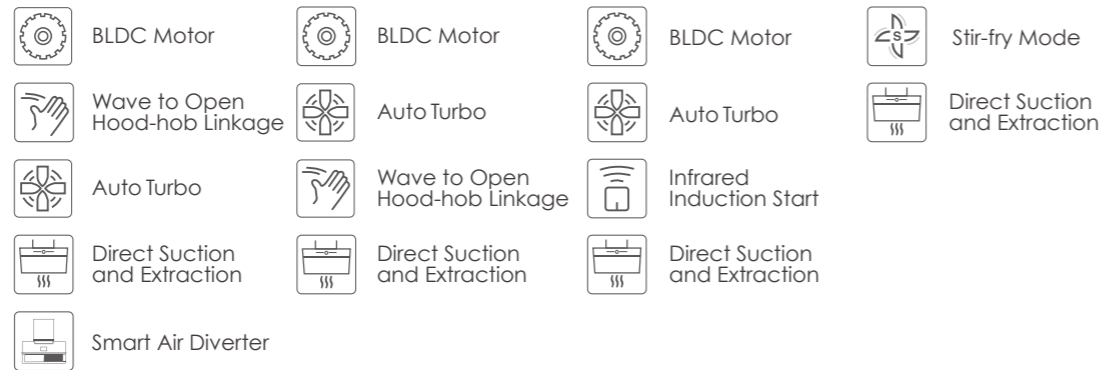 BLDC Motor
Wave to Open
Hood-hob Linkage
Auto Turbo
Direct Suction
and Extraction
Smart Air Diverter
BLDC Motor
Auto Turbo
Wave to Open
Hood-hob Linkage
Direct Suction
and Extraction
BLDC Motor
Auto Turbo
Infrared
Induction Start
Direct Suction
and Extraction
S
Stir-fry Mode
Direct Suction
and Extraction